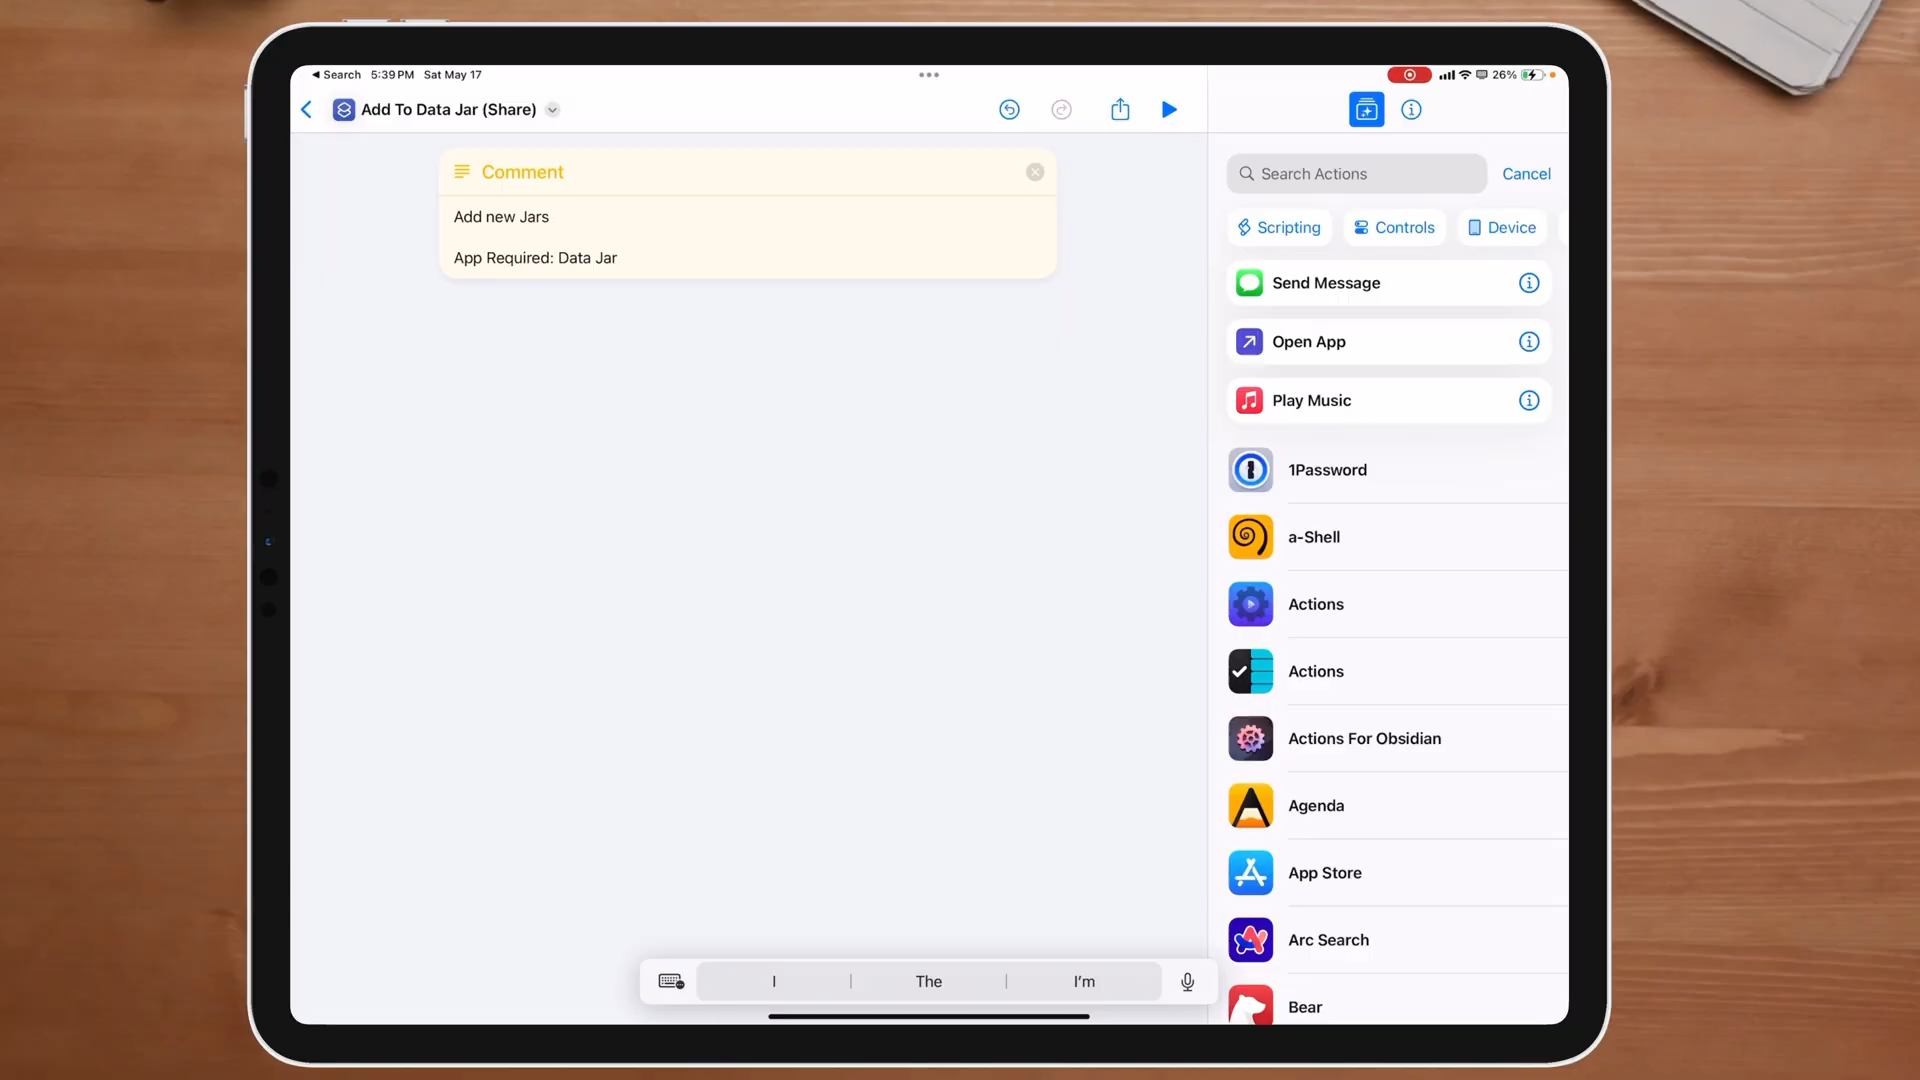 ◀ Search 5:39 PM Sat May 17
26%
Add To Data Jar (Share)
Comment
Add new Jars
App Required: Data Jar
Search Actions
Cancel
Scripting
Controls
Device
Send Message
Open App
Play Music
1Password
a-Shell
Actions
Actions
Actions For Obsidian
Agenda
App Store
Arc Search
Bear
I
The
I'm